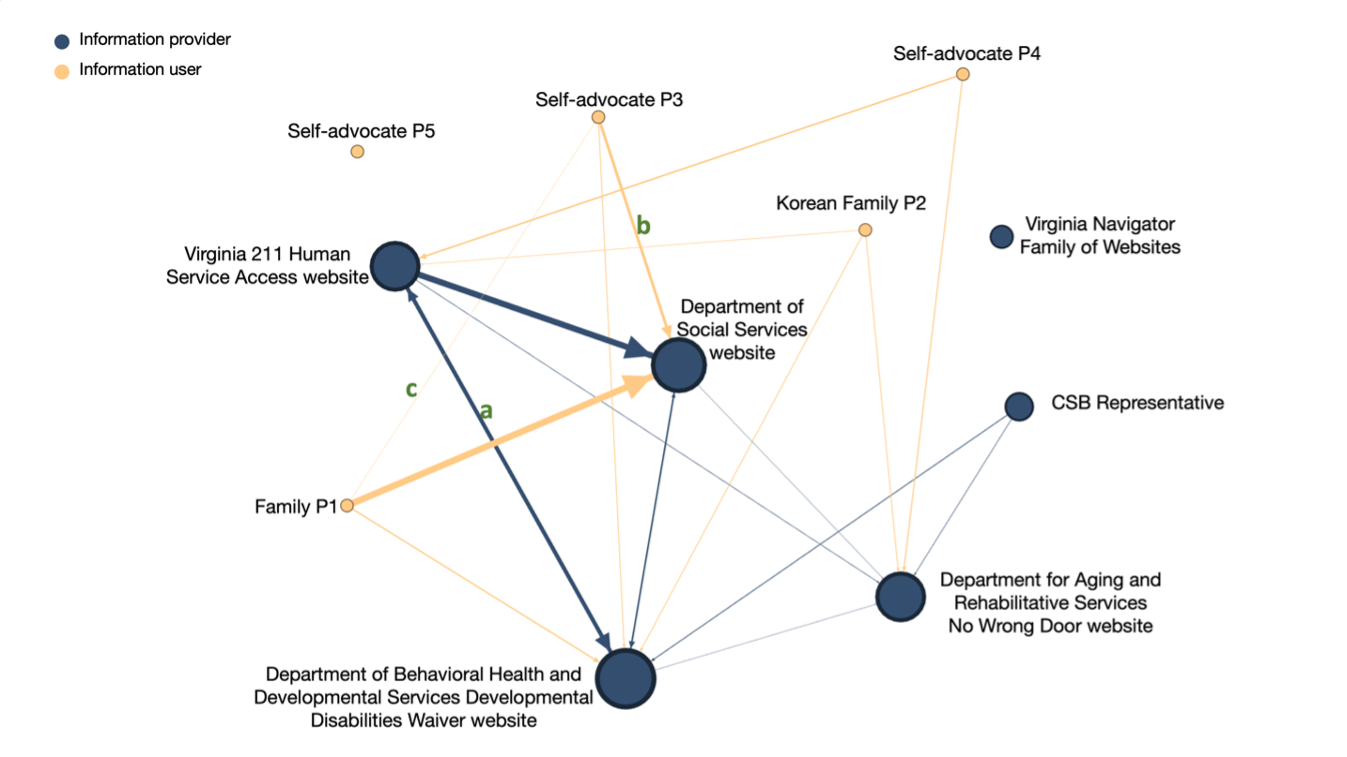 Information provider
Information user
Self-advocate P4
Self-advocate P3
Self-advocate P5
Korean Family P2
b
Virginia Navigator
Family of Websites
Virginia 211 Human
Service Access website
Department of
Social Services
website
c
a
CSB Representative
Family P1
Department for Aging and
Rehabilitative Services
No Wrong Door website
Department of Behavioral Health and
Developmental Services Developmental
Disabilities Waiver website